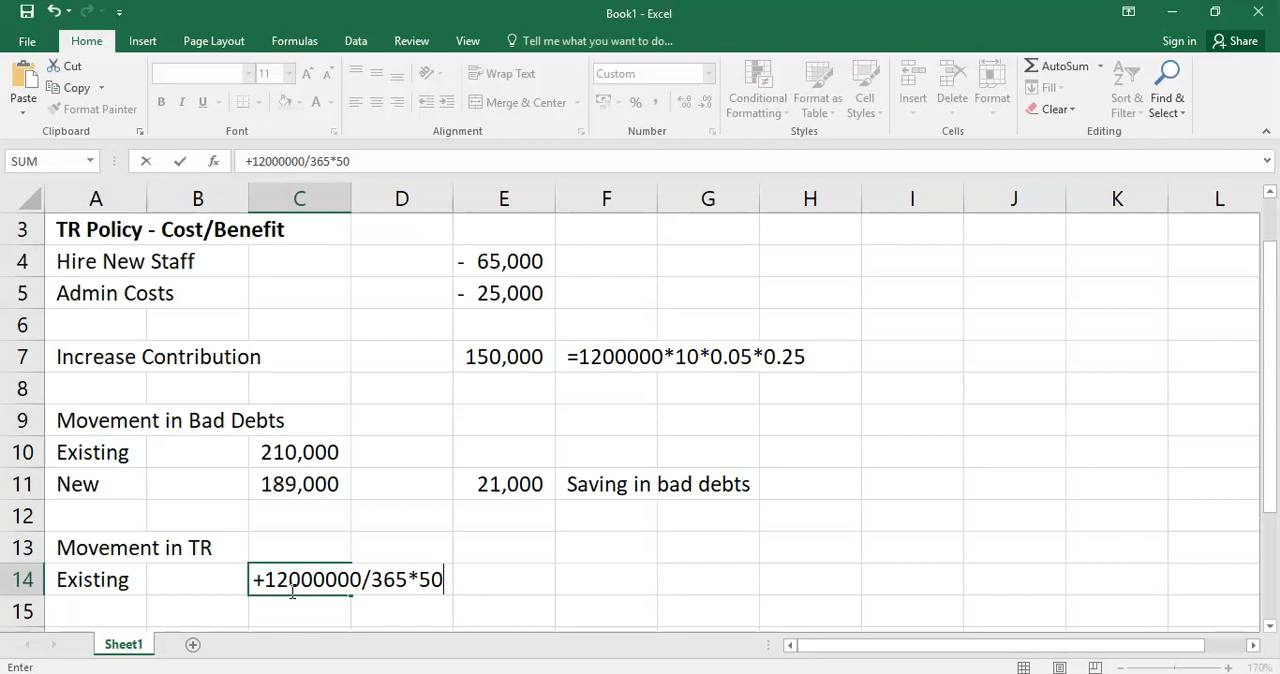 Book1 - Excel
File Home Insert Page Layout Formulas Data Review View Tell me what you want to do... Sign in Share
Paste Cut Copy Format Painter Clipboard
11 A A B I U A Font
Wrap Text Merge & Center Alignment
Custom % , Number
Conditional Formatting Format as Table Cell Styles Styles
Insert Delete Format Cells
AutoSum Fill Clear Sort & Filter Find & Select Editing
SUM fx +12000000/365*50
A B C D E F G H I J K L
3 TR Policy - Cost/Benefit
4 Hire New Staff - 65,000
5 Admin Costs - 25,000
6
7 Increase Contribution 150,000 =1200000*10*0.05*0.25
8
9 Movement in Bad Debts
10 Existing 210,000
11 New 189,000 21,000 Saving in bad debts
12
13 Movement in TR
14 Existing +12000000/365*50
15
Sheet1
Enter 170%